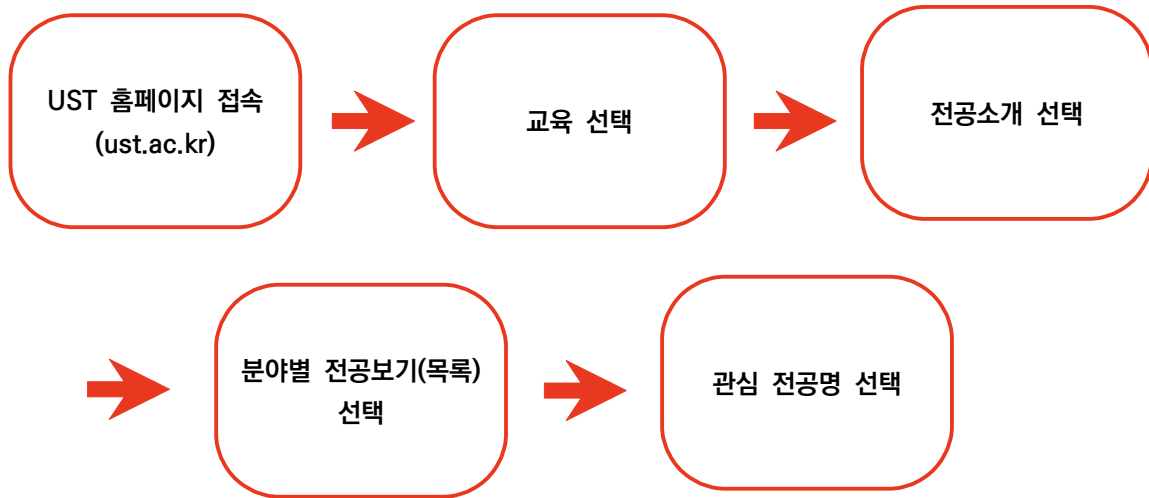 UST 홈페이지 접속
(ust.ac.kr)
교육 선택
전공소개 선택
분야별 전공보기(목록)
선택
관심 전공명 선택